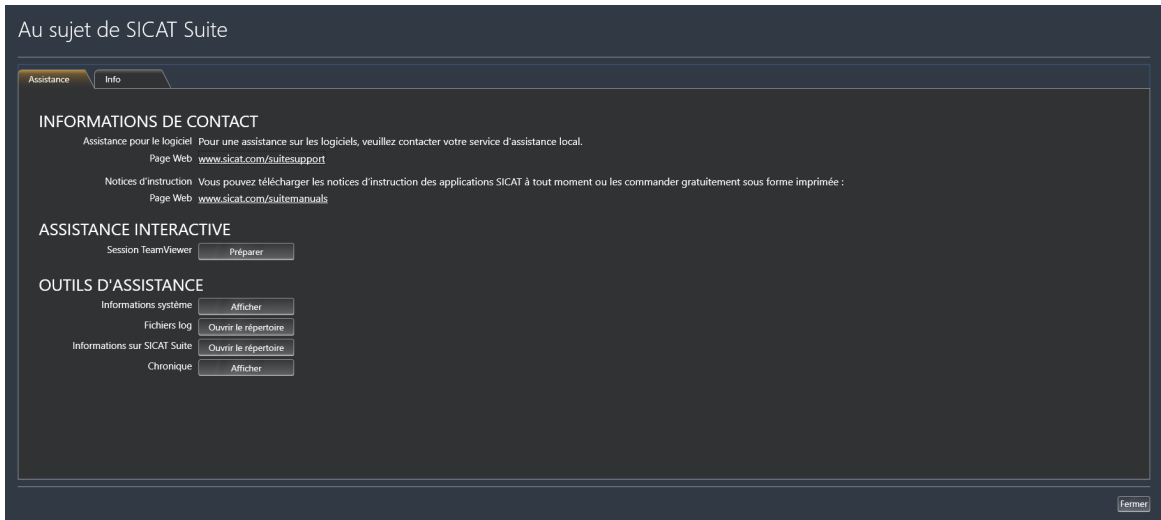 Au sujet de SICAT Suite
Assistance Info
INFORMATIONS DE CONTACT
Assistance pour le logiciel Pour une assistance sur les logiciels, veuillez contacter votre service d'assistance local.
Page Web www.sicat.com/suitesupport
Notices d'instruction Vous pouvez télécharger les notices d'instruction des applications SICAT à tout moment ou les commander gratuitement sous forme imprimée :
Page Web www.sicat.com/suitemanuals
ASSISTANCE INTERACTIVE
Session TeamViewer Préparer
OUTILS D'ASSISTANCE
Informations système Afficher
Fichiers log Ouvrir le répertoire
Informations sur SICAT Suite Ouvrir le répertoire
Chronique Afficher
Fermer